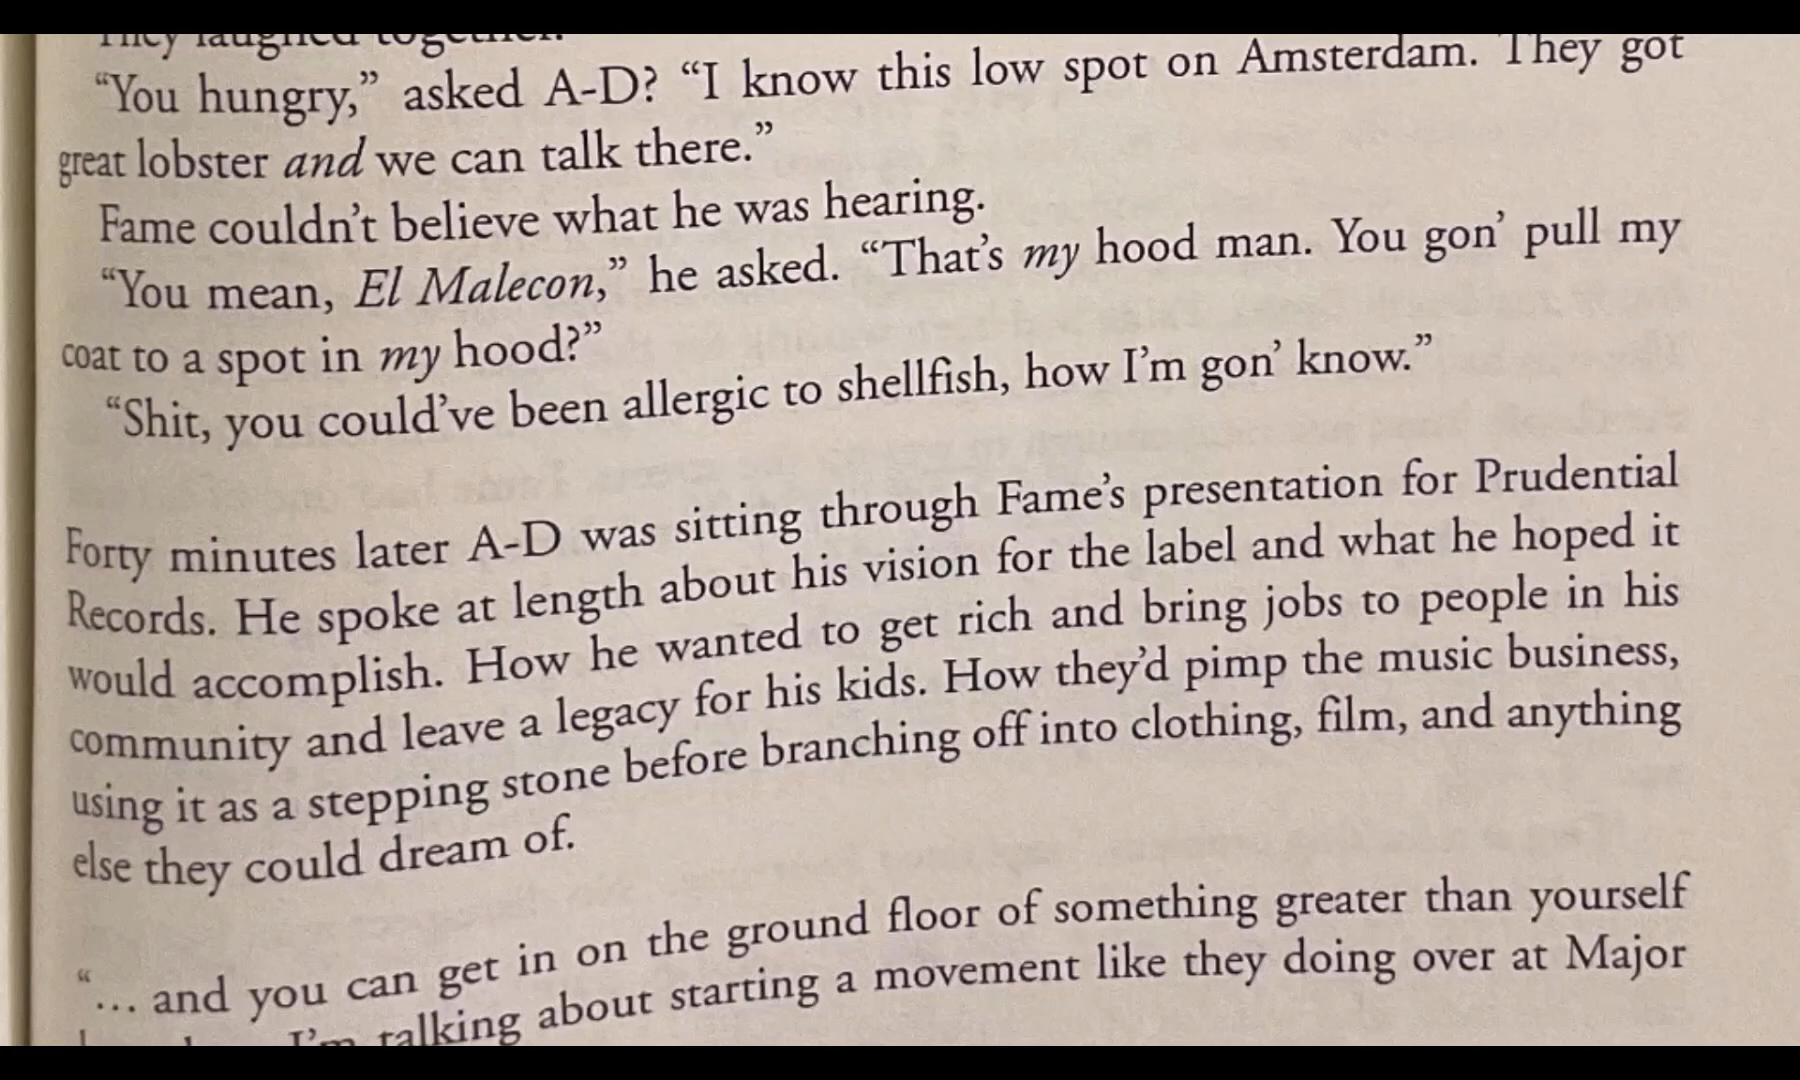 They laughed together.
“You hungry,” asked A-D? “I know this low spot on Amsterdam. They got
great lobster and we can talk there.”
Fame couldn’t believe what he was hearing.
“You mean, El Malecon,” he asked. “That’s my hood man. You gon’ pull my
coat to a spot in my hood?”
“Shit, you could’ve been allergic to shellfish, how I’m gon’ know.”
Forty minutes later A-D was sitting through Fame’s presentation for Prudential
Records. He spoke at length about his vision for the label and what he hoped it
would accomplish. How he wanted to get rich and bring jobs to people in his
community and leave a legacy for his kids. How they’d pimp the music business,
using it as a stepping stone before branching off into clothing, film, and anything
else they could dream of.
“… and you can get in on the ground floor of something greater than yourself
I’m talking about starting a movement like they doing over at Major